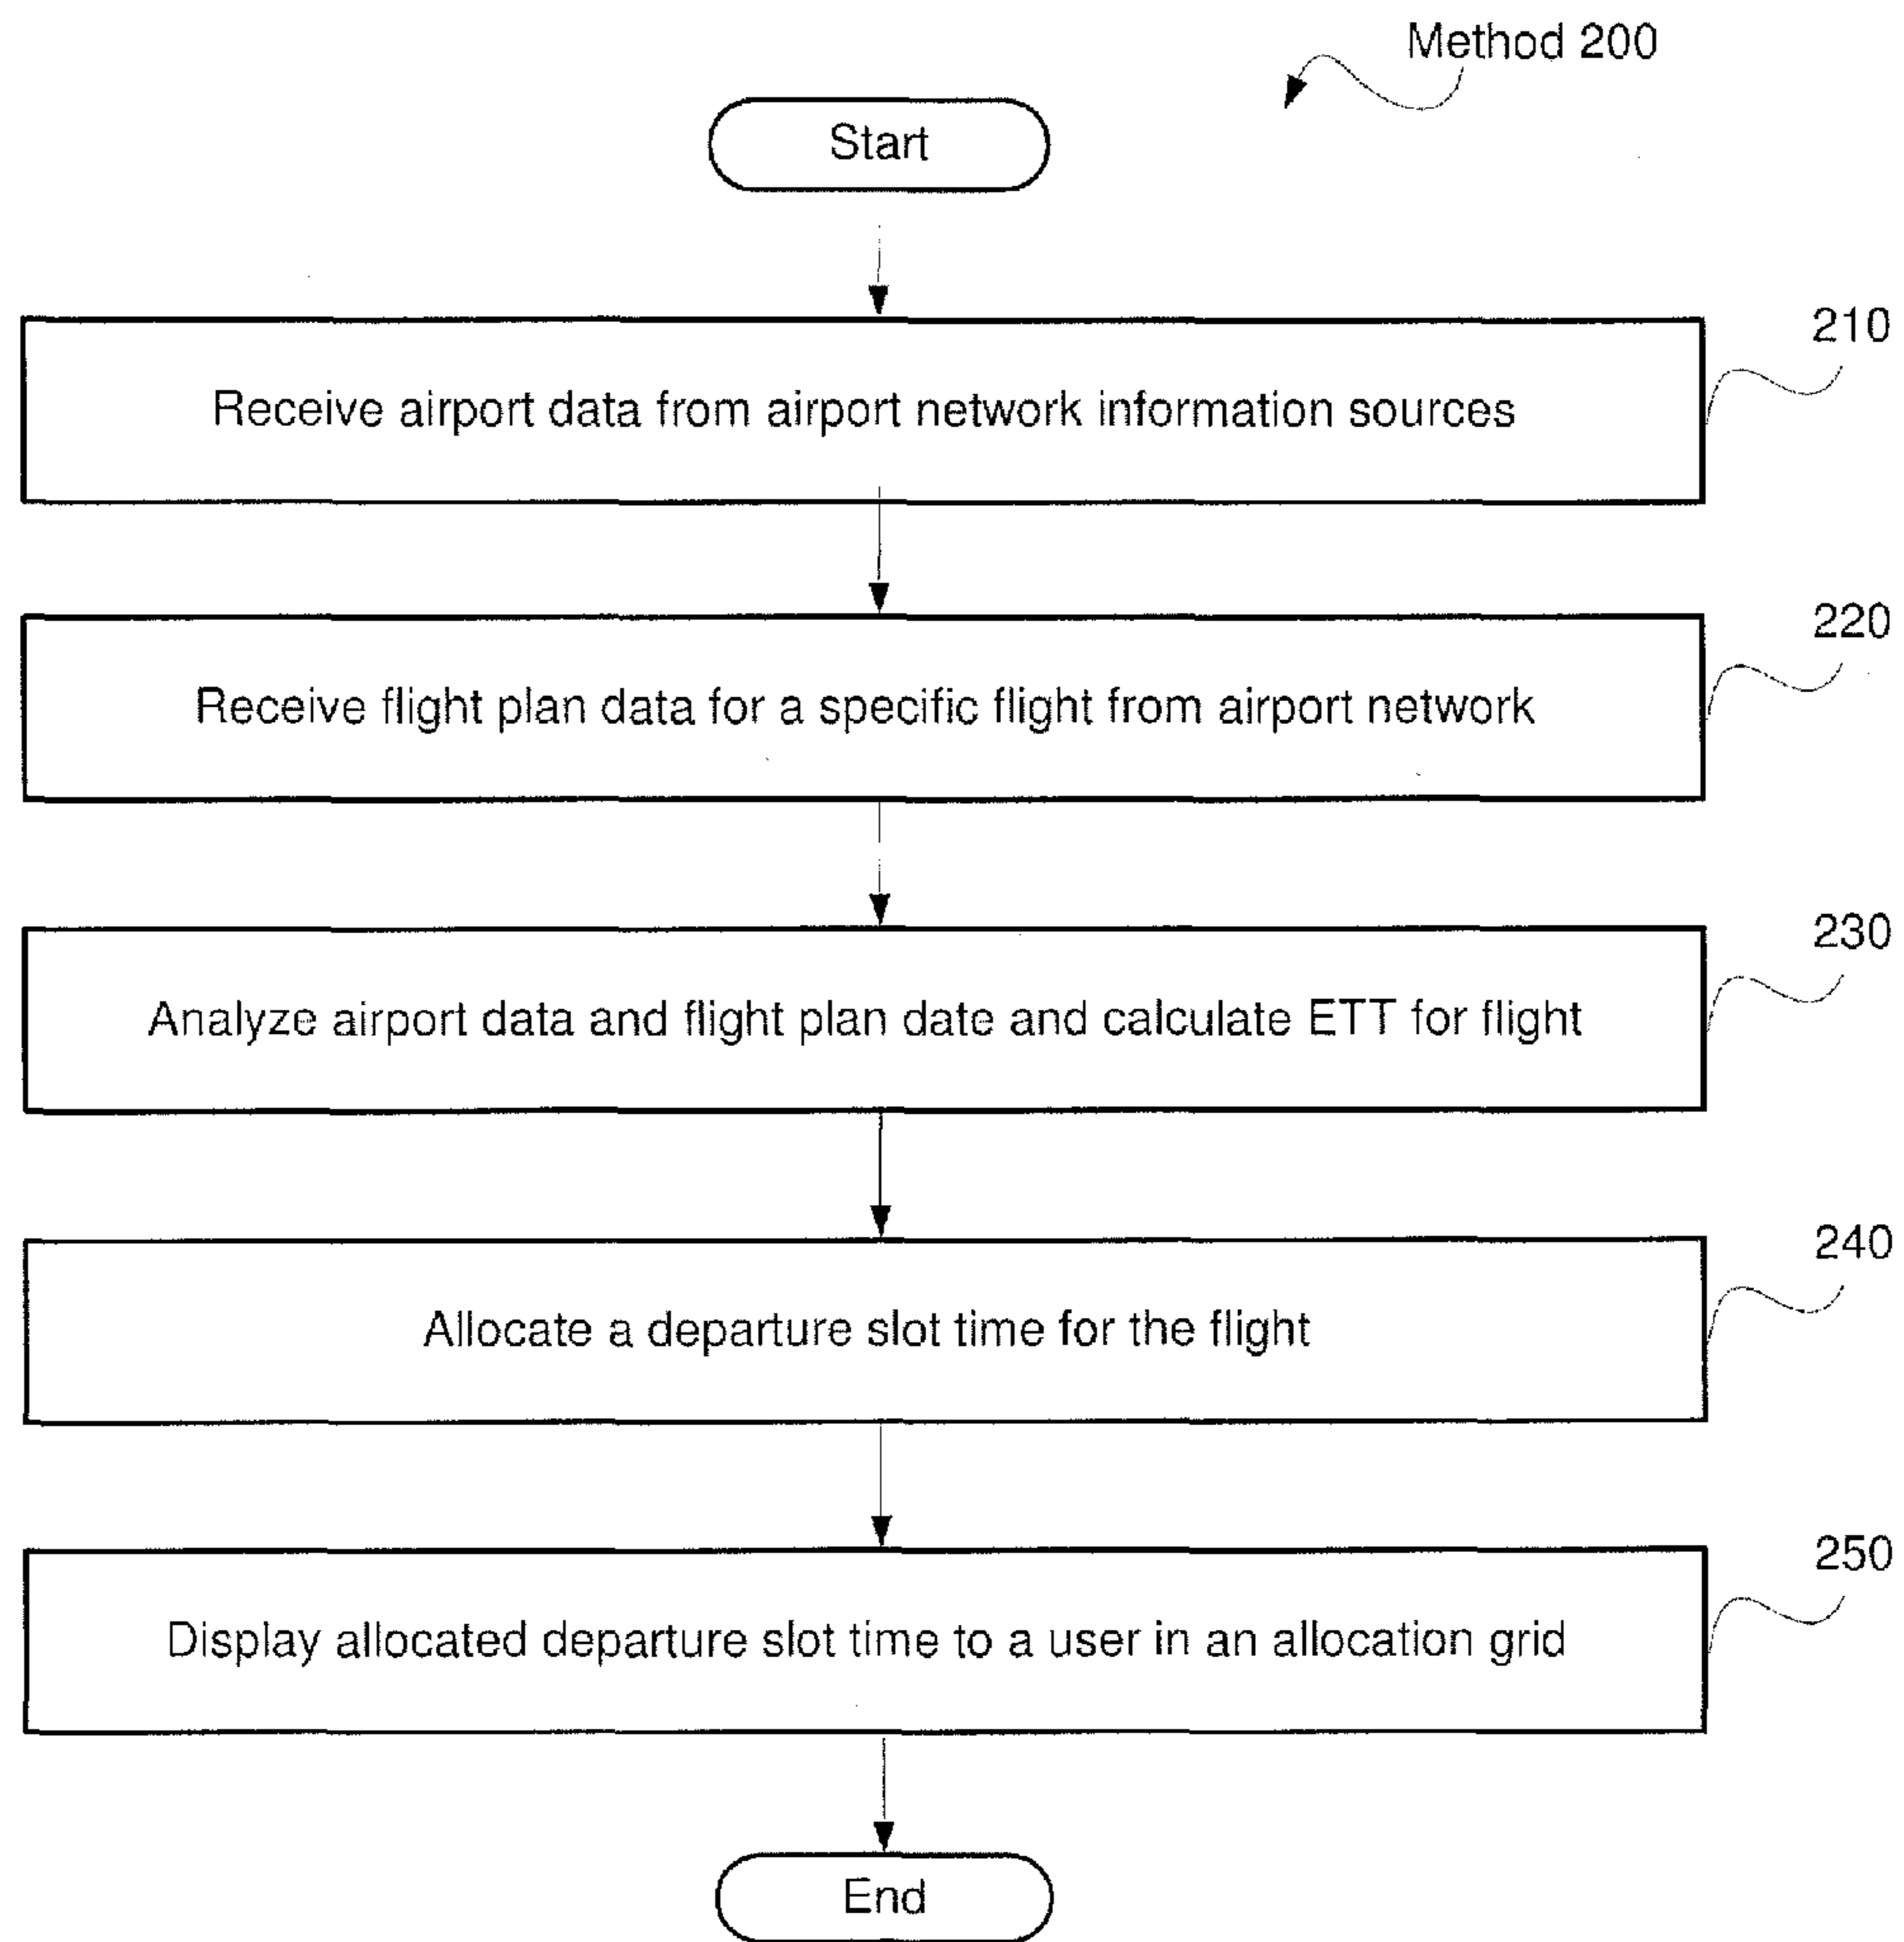 Method 200
Start
210
Receive airport data from airport network information sources
220
Receive flight plan data for a specific flight from airport network
230
Analyze airport data and flight plan date and calculate ETT for flight
240
Allocate a departure slot time for the flight
250
Display allocated departure slot time to a user in an allocation grid
End